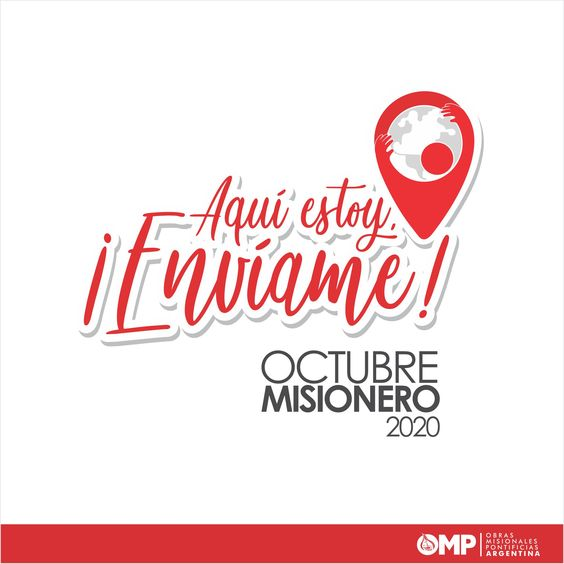 Aquí estoy,
¡Envíame!
OCTUBRE
MISIONERO
2020
OMP
OBRAS
MISIONALES
PONTIFICIAS
ARGENTINA